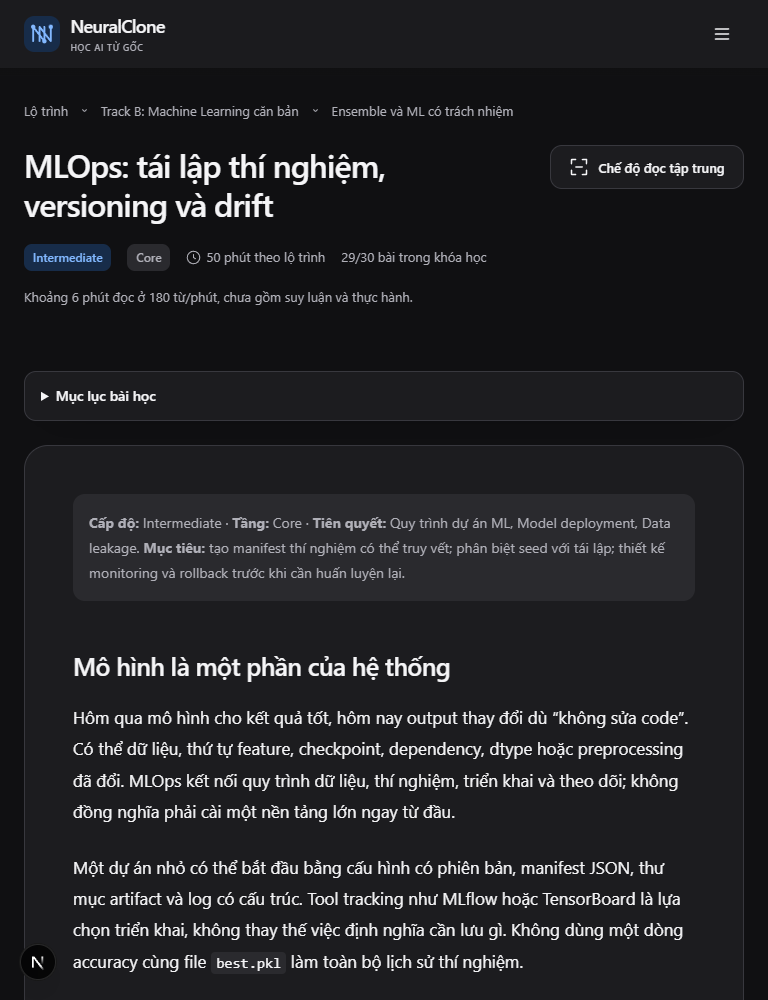 NeuralClone
HỌC AI TỪ GỐC
Lộ trình
Track B: Machine Learning căn bản
Ensemble và ML có trách nhiệm
MLOps: tái lập thí nghiệm,
versioning và drift
Chế độ đọc tập trung
Intermediate
Core
50 phút theo lộ trình
29/30 bài trong khóa học
Khoảng 6 phút đọc ở 180 từ/phút, chưa gồm suy luận và thực hành.
Mục lục bài học
Cấp độ: Intermediate · Tầng: Core · Tiên quyết: Quy trình dự án ML, Model deployment, Data
leakage. Mục tiêu: tạo manifest thí nghiệm có thể truy vết; phân biệt seed với tái lập; thiết kế
monitoring và rollback trước khi cần huấn luyện lại.
Mô hình là một phần của hệ thống
Hôm qua mô hình cho kết quả tốt, hôm nay output thay đổi dù “không sửa code”.
Có thể dữ liệu, thứ tự feature, checkpoint, dependency, dtype hoặc preprocessing
đã đổi. MLOps kết nối quy trình dữ liệu, thí nghiệm, triển khai và theo dõi; không
đồng nghĩa phải cài một nền tảng lớn ngay từ đầu.
Một dự án nhỏ có thể bắt đầu bằng cấu hình có phiên bản, manifest JSON, thư
mục artifact và log có cấu trúc. Tool tracking như MLflow hoặc TensorBoard là lựa
chọn triển khai, không thay thế việc định nghĩa cần lưu gì. Không dùng một dòng
accuracy cùng file best.pkl làm toàn bộ lịch sử thí nghiệm.